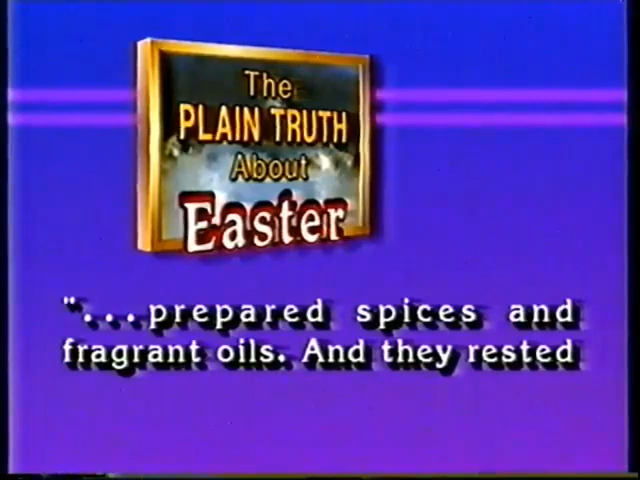 The
PLAIN TRUTH
About
Easter
"...prepared spices and
fragrant oils. And they rested